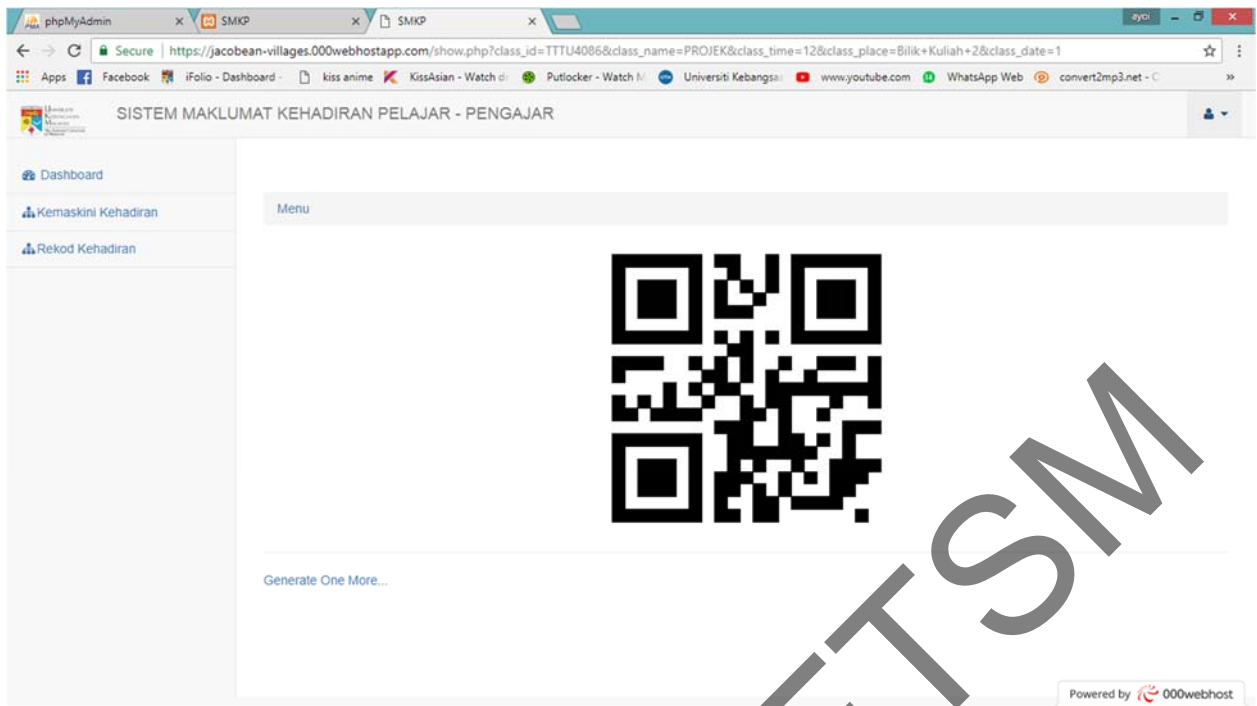 phpMyAdmin SMKP SMKP ayoi
Secure https://jacobean-villages.000webhostapp.com/show.php?class_id=TTTU4086&class_name=PROJEK&class_time=12&class_place=Bilik+Kuliah+2&class_date=1
Apps Facebook iFolio - Dashboard - kiss anime KissAsian - Watch Putlocker - Watch Universiti Kebangsa www.youtube.com WhatsApp Web convert2mp3.net -
SISTEM MAKLUMAT KEHADIRAN PELAJAR - PENGAJAR
Dashboard
Kemaskini Kehadiran
Rekod Kehadiran
Menu
Generate One More...
Powered by 000webhost
TSM